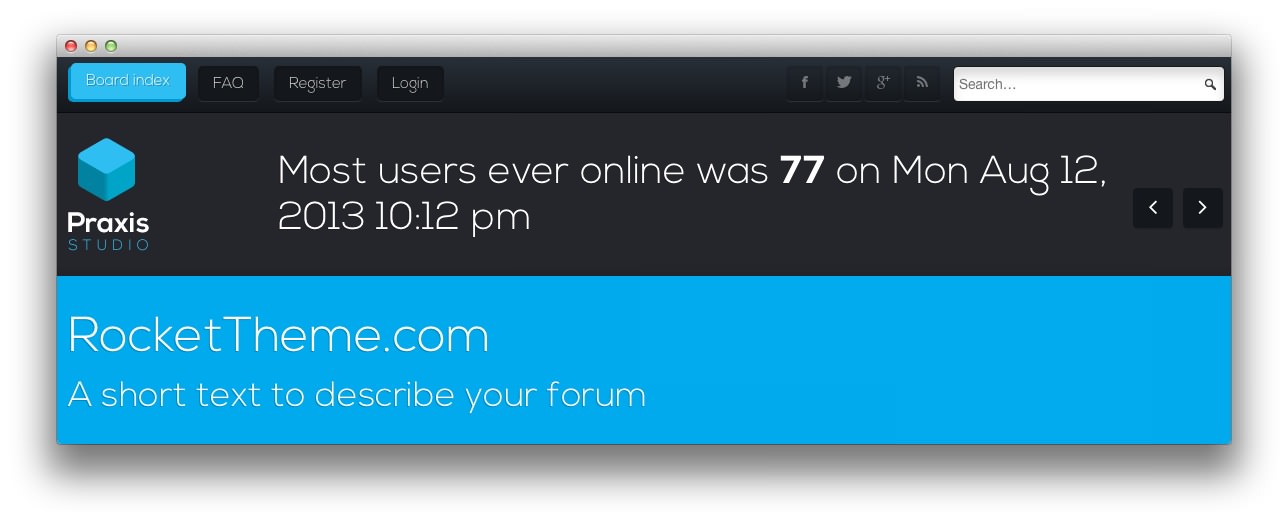 Board index FAQ Register Login f g+ Search...
Most users ever online was 77 on Mon Aug 12,
2013 10:12 pm
Praxis
STUDIO
RocketTheme.com
A short text to describe your forum